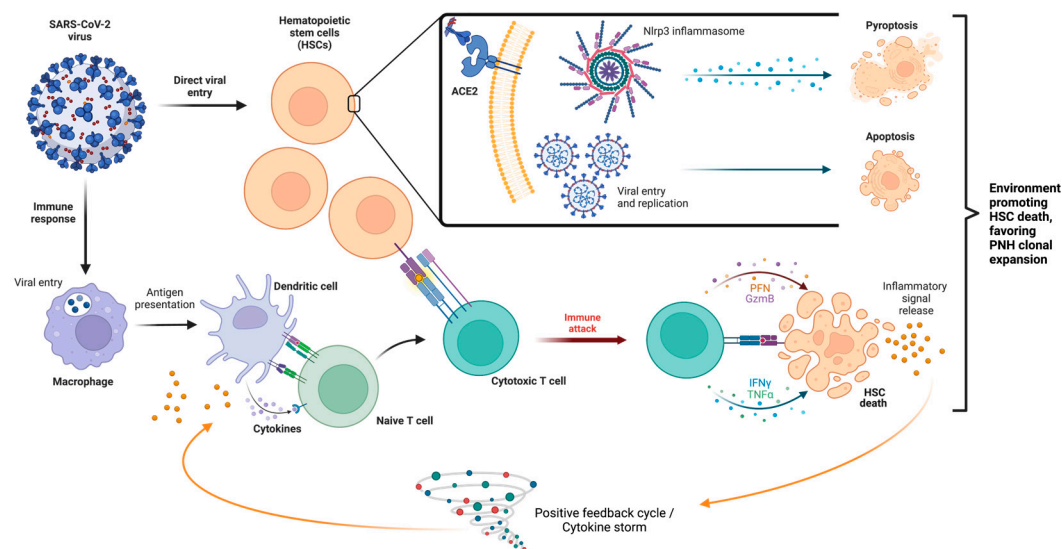 SARS-CoV-2
virus
Hematopoietic
stem cells
(HSCs)
Direct viral
entry
ACE2
Nlrp3 inflammasome
Pyroptosis
Apoptosis
Viral entry
and replication
Environment
promoting
HSC death,
favoring
PNH clonal
expansion
Immune
response
Viral entry
Macrophage
Antigen
presentation
Dendritic cell
Cytokines
Naive T cell
Cytotoxic T cell
Immune
attack
PFN
GzmB
IFNγ
TNFα
HSC
death
Inflammatory
signal
release
Positive feedback cycle /
Cytokine storm